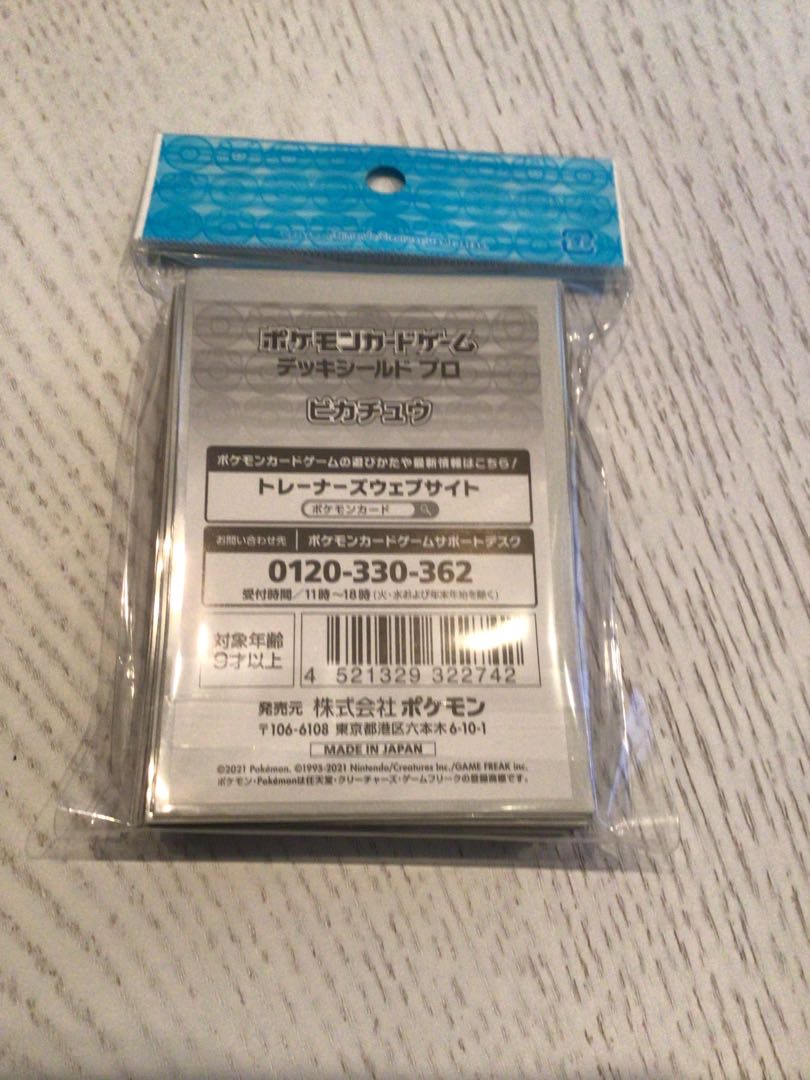 ポケモンカードゲーム
デッキシールド プロ
ピカチュウ
ポケモンカードゲームの遊びかたや最新情報はこちら!
トレーナーズウェブサイト
ポケモンカード
お問い合わせ先 ポケモンカードゲームサポートデスク
0120-330-362
受付時間/11時~18時(火・水および年末年始を除く)
対象年齢
9才以上
4 521329 322742
発売元 株式会社 ポケモン
〒106-6108 東京都港区六本木6-10-1
MADE IN JAPAN
©2021 Pokémon. ©1995-2021 Nintendo/Creatures Inc./GAME FREAK inc.
ポケモン・Pokémonは任天堂・クリーチャーズ・ゲームフリークの登録商標です。